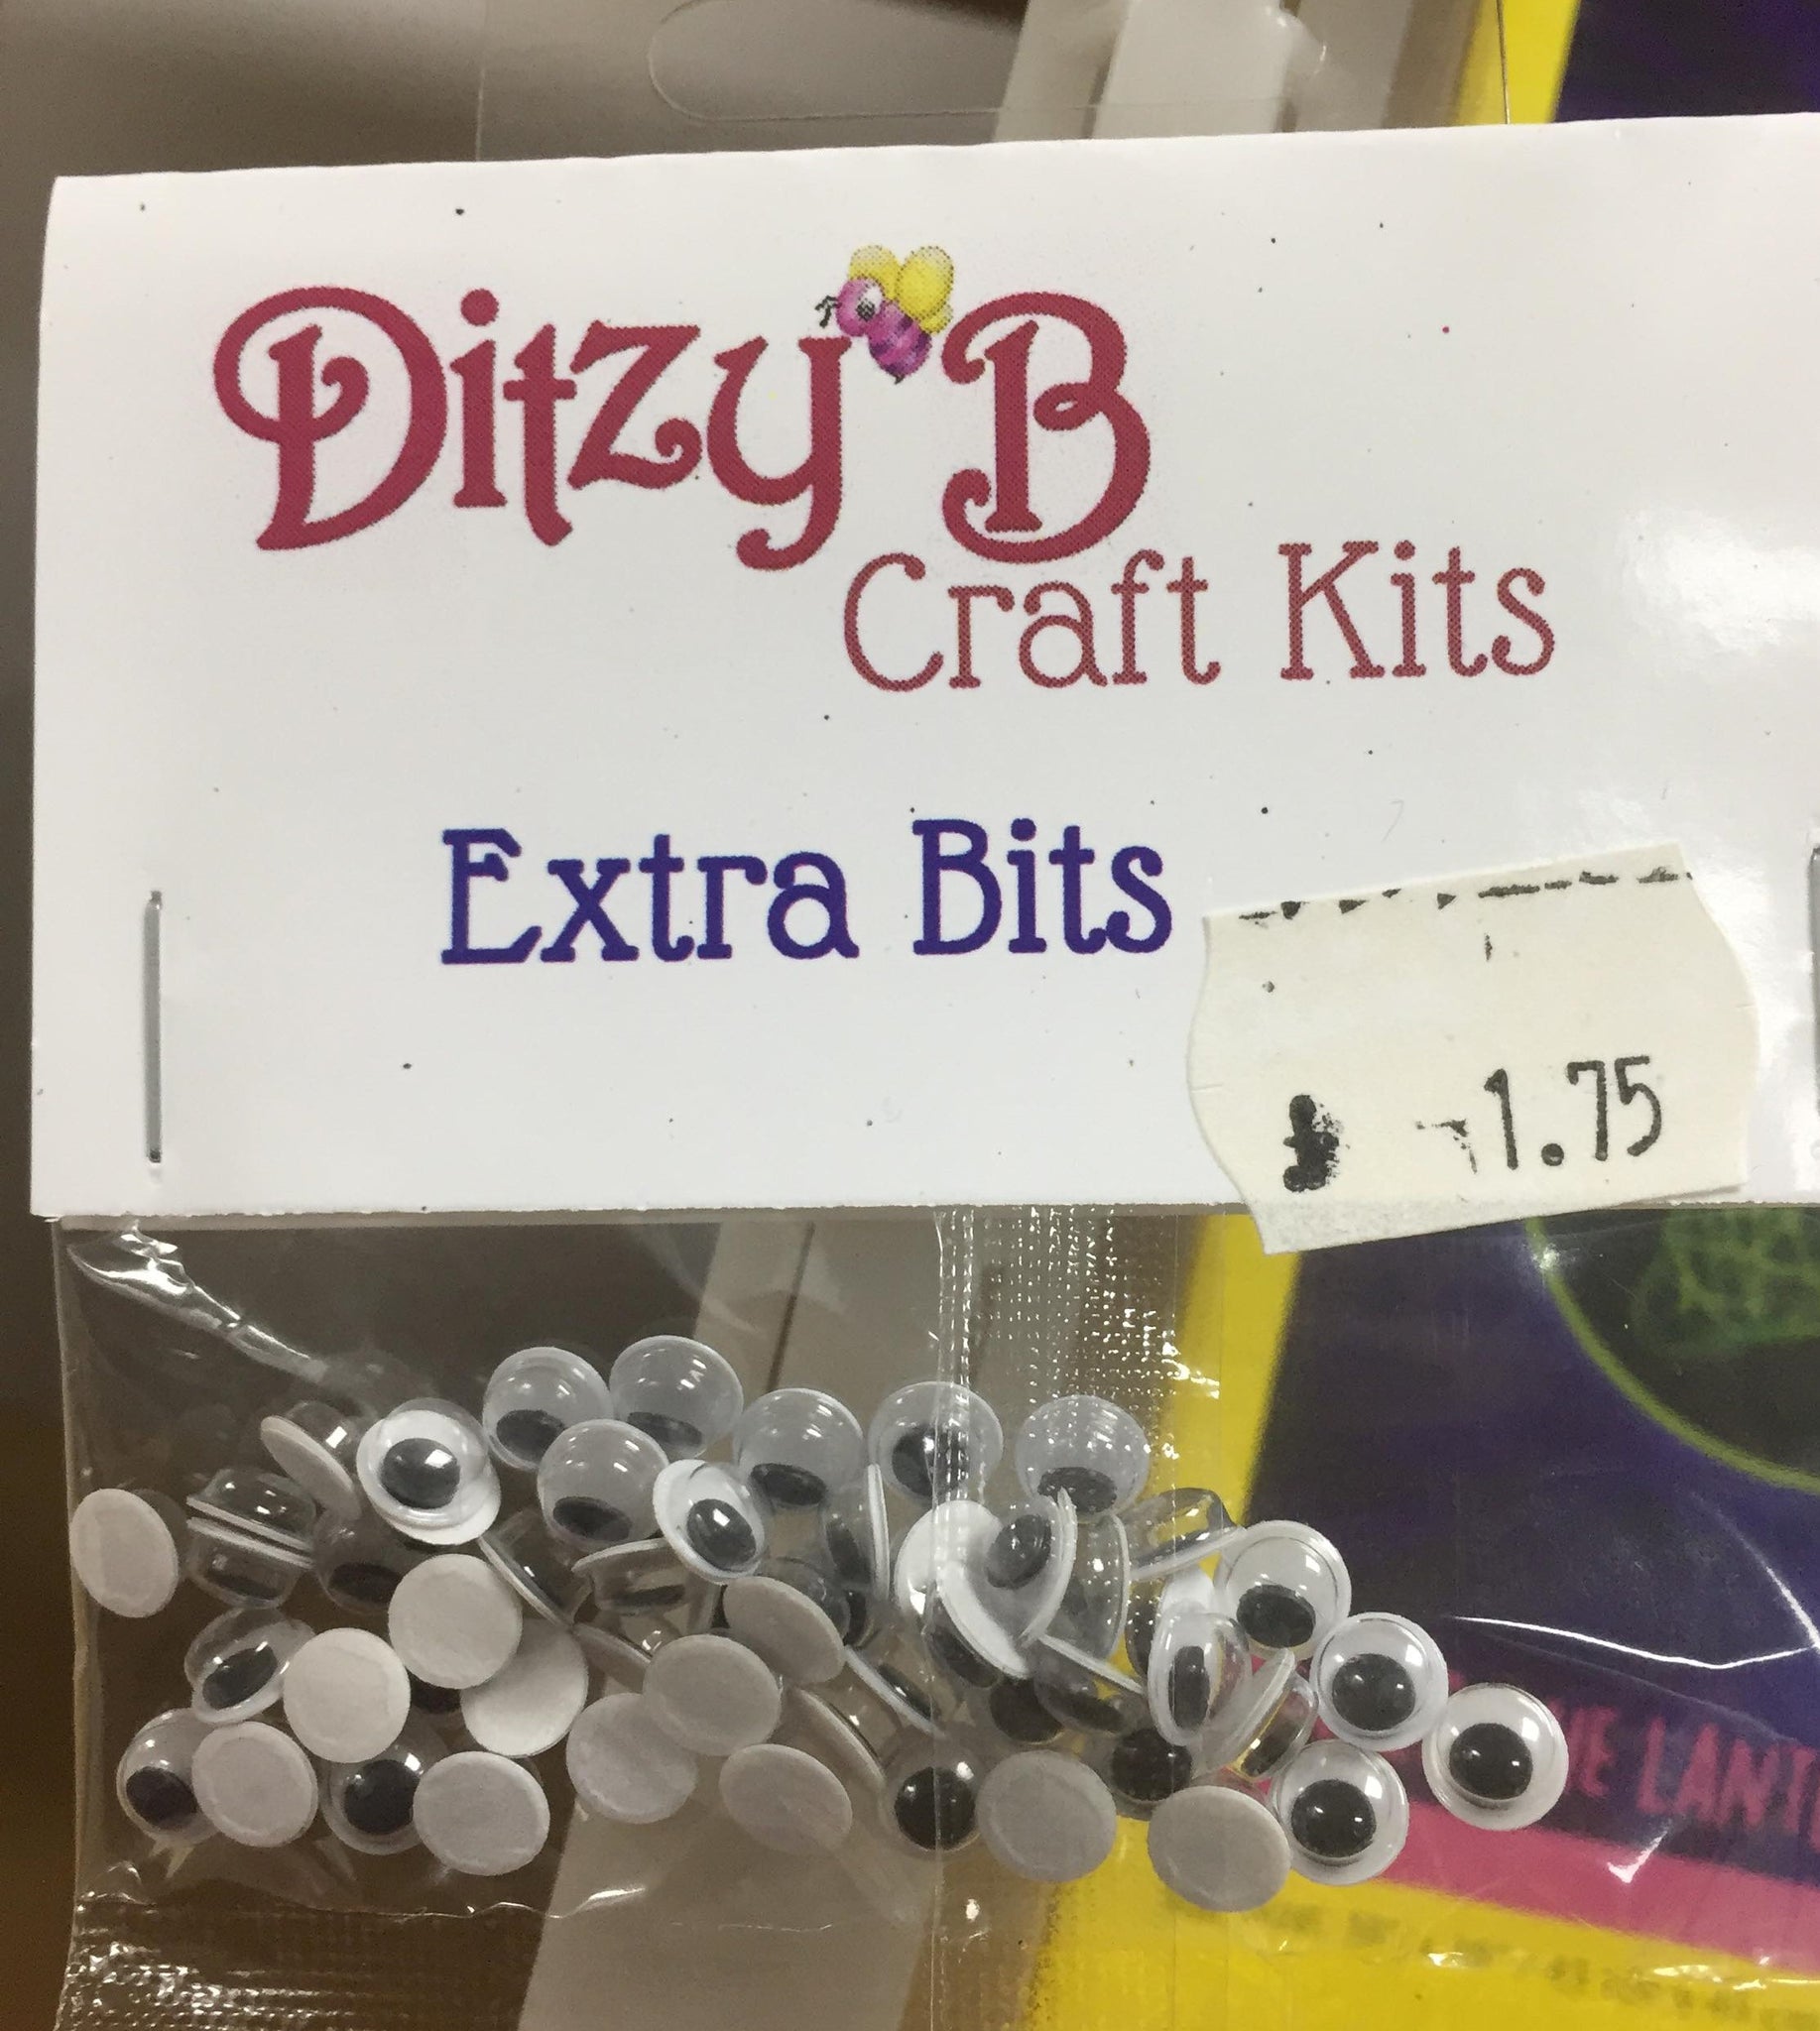 Ditzy B
Craft Kits
Extra Bits
$ 1.75